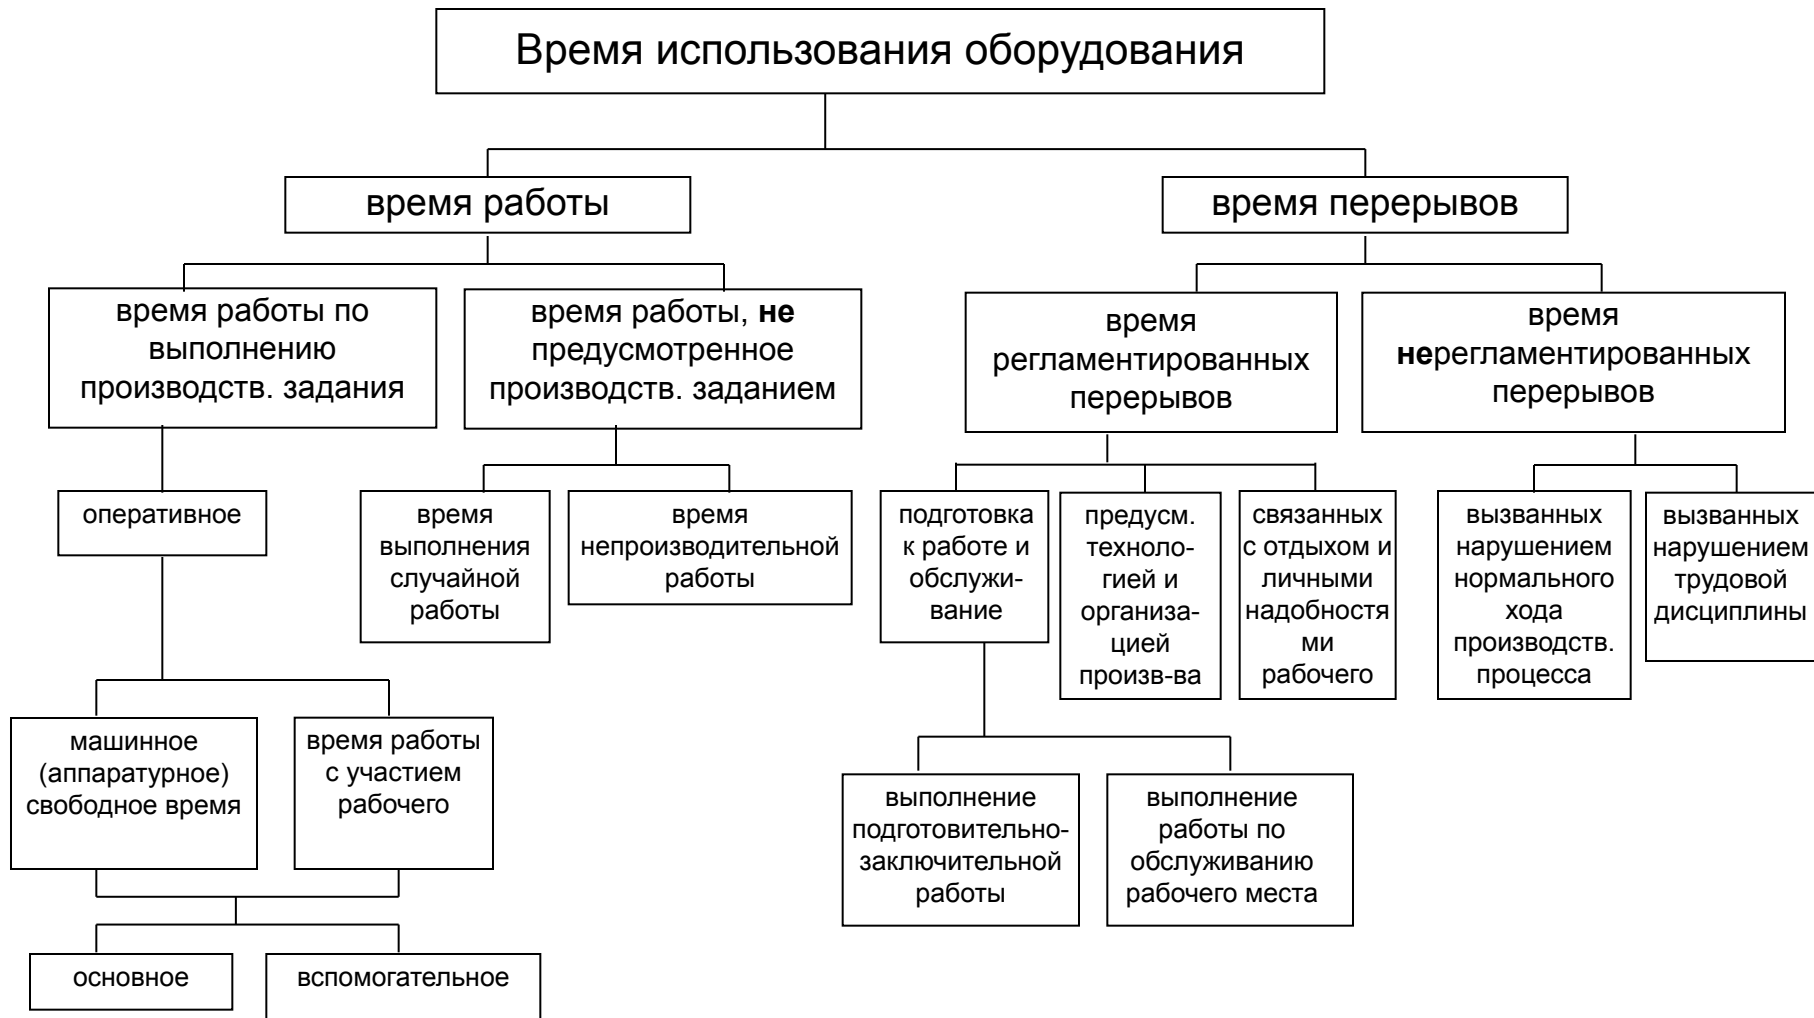 Время использования оборудования
время работы
время перерывов
время работы по
выполнению
производств. задания
время работы, не
предусмотренное
производств. заданием
время
регламентированных
перерывов
время
нерегламентированных
перерывов
оперативное
время
выполнения
случайной
работы
время
непроизводительной
работы
подготовка
к работе и
обслужи-
вание
предусм.
техноло-
гией и
организа-
цией
произв-ва
связанных
с отдыхом и
личными
надобностя
ми
рабочего
вызванных
нарушением
нормального
хода
производств.
процесса
вызванных
нарушением
трудовой
дисциплины
машинное
(аппаратурное)
свободное время
время работы
с участием
рабочего
выполнение
подготовительно-
заключительной
работы
выполнение
работы по
обслуживанию
рабочего места
основное
вспомогательное